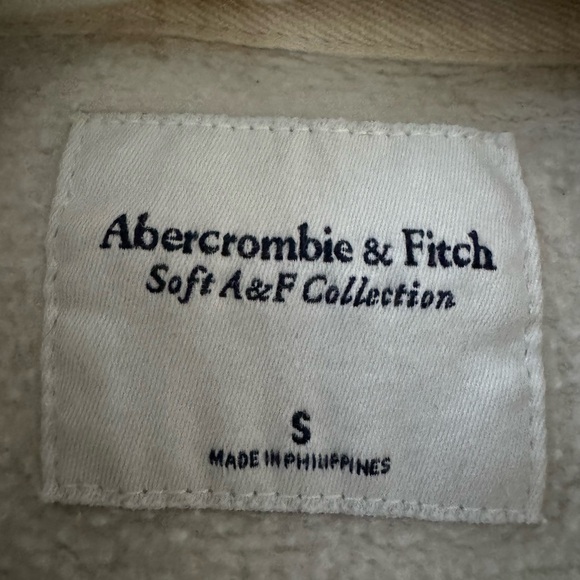 Abercrombie & Fitch
Soft A&F Collection
S
MADE IN PHILIPPINES